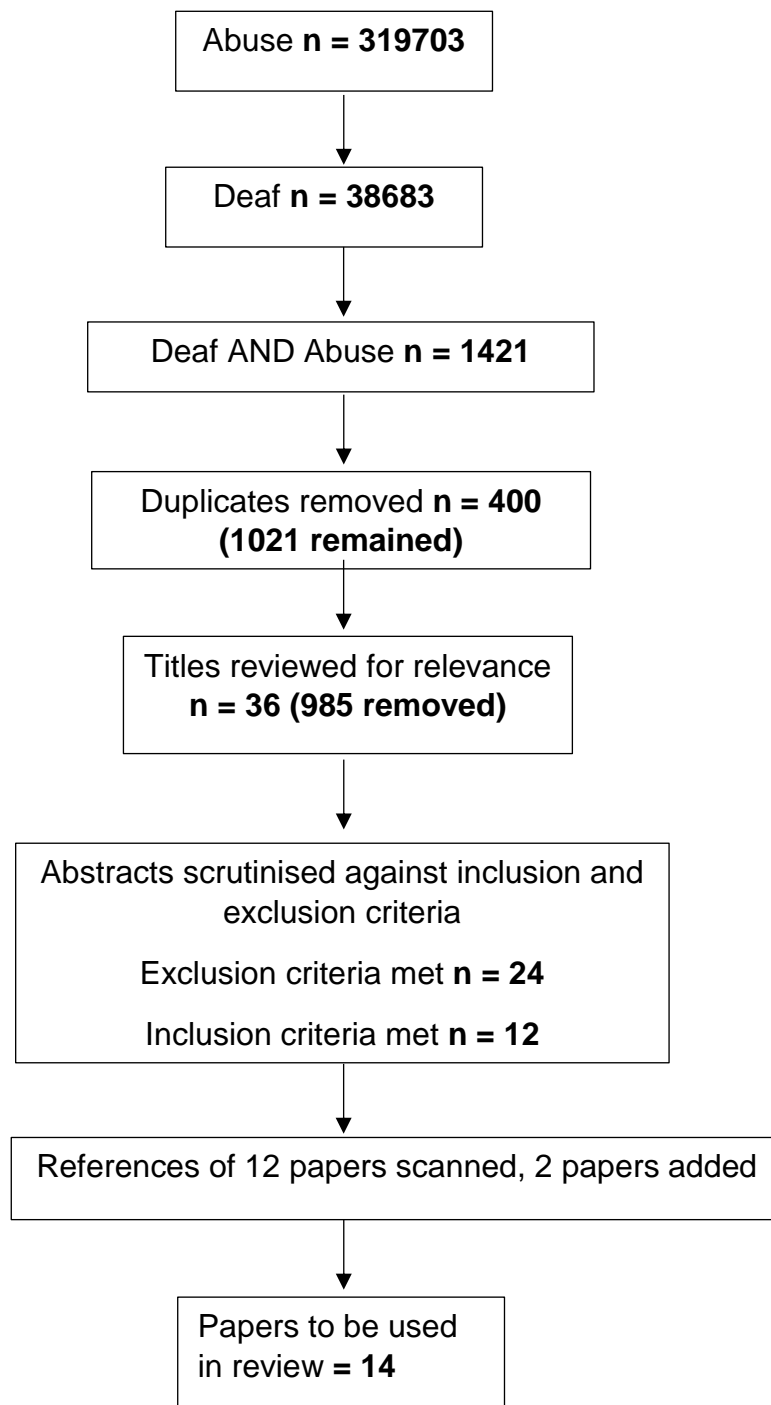 Abuse n = 319703
Deaf n = 38683
Deaf AND Abuse n = 1421
Duplicates removed n = 400
(1021 remained)
Titles reviewed for relevance
n = 36 (985 removed)
Abstracts scrutinised against inclusion and
exclusion criteria
Exclusion criteria met n = 24
Inclusion criteria met n = 12
References of 12 papers scanned, 2 papers added
Papers to be used
in review = 14